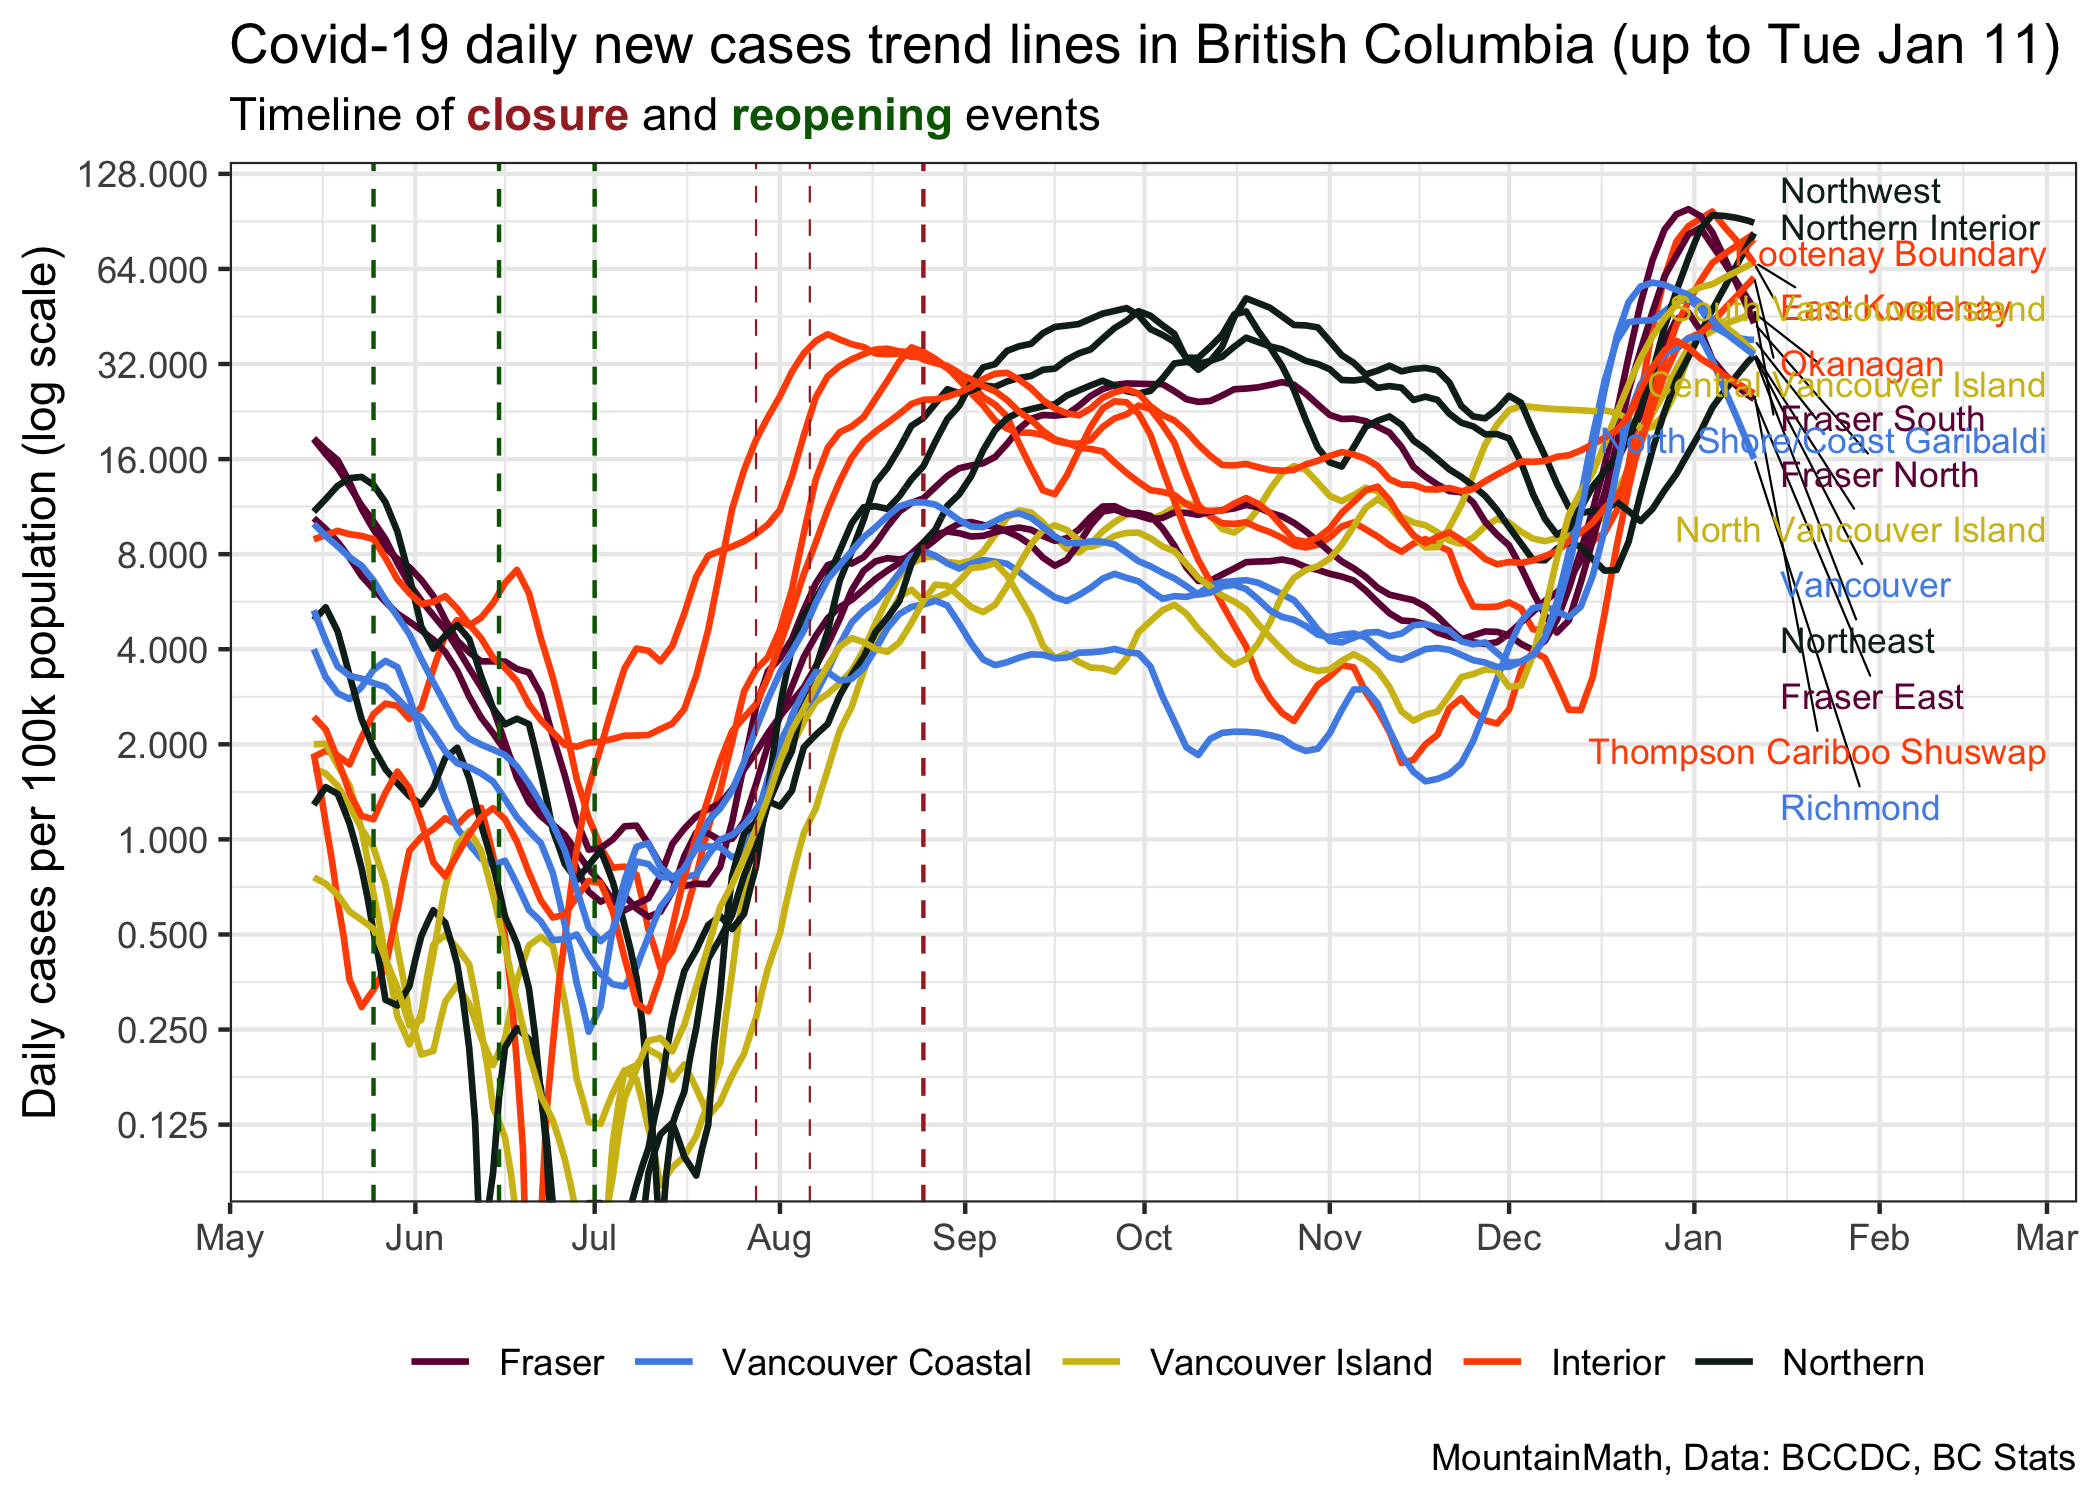 Covid-19 daily new cases trend lines in British Columbia (up to Tue Jan 11)
Timeline of closure and reopening events
Daily cases per 100k population (log scale)
128.000
64.000
32.000
16.000
8.000
4.000
2.000
1.000
0.500
0.250
0.125
Northwest
Northern Interior
Kootenay Boundary
East Kootenay
South Vancouver Island
Okanagan
Central Vancouver Island
Fraser South
North Shore/Coast Garibaldi
Fraser North
North Vancouver Island
Vancouver
Northeast
Fraser East
Thompson Cariboo Shuswap
Richmond
May Jun Jul Aug Sep Oct Nov Dec Jan Feb Mar
Fraser Vancouver Coastal Vancouver Island Interior Northern
MountainMath, Data: BCCDC, BC Stats